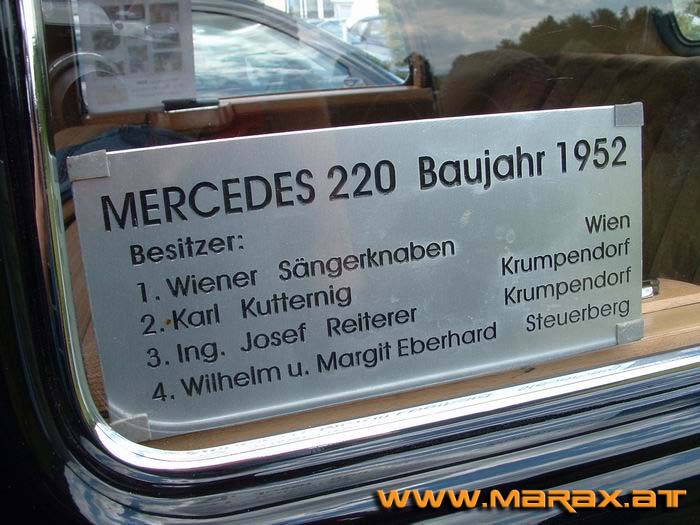 MERCEDES 220 Baujahr 1952
Besitzer:
1. Wiener Sängerknaben Wien
2. Karl Kutternig Krumpendorf
3. Ing. Josef Reiterer Krumpendorf
4. Wilhelm u. Margit Eberhard Steuerberg
www.marax.at